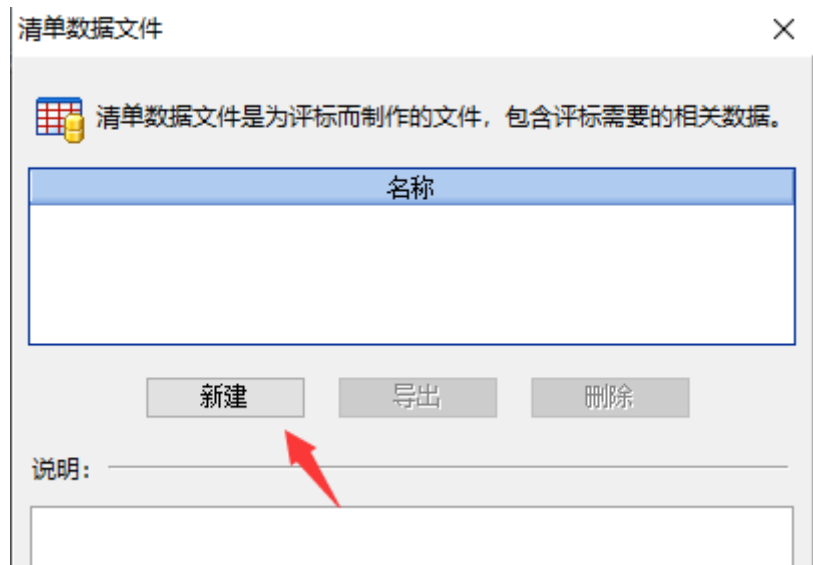 清单数据文件
清单数据文件是为评标而制作的文件，包含评标需要的相关数据。
名称
新建 导出 删除
说明：